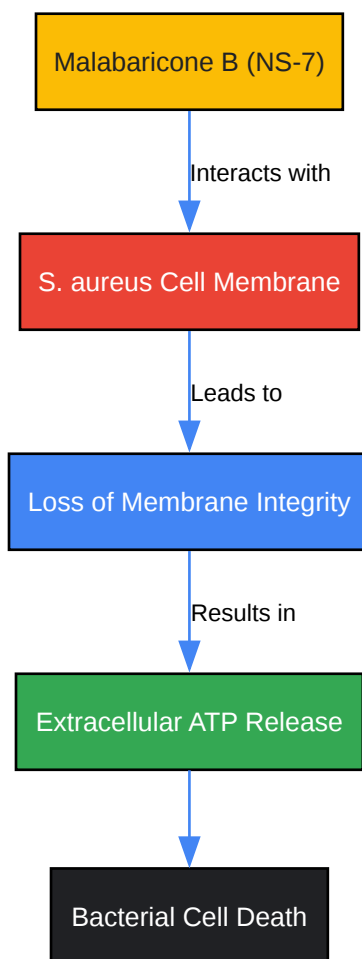 Malabaricone B (NS-7)
Interacts with
S. aureus Cell Membrane
Leads to
Loss of Membrane Integrity
Results in
Extracellular ATP Release
Bacterial Cell Death